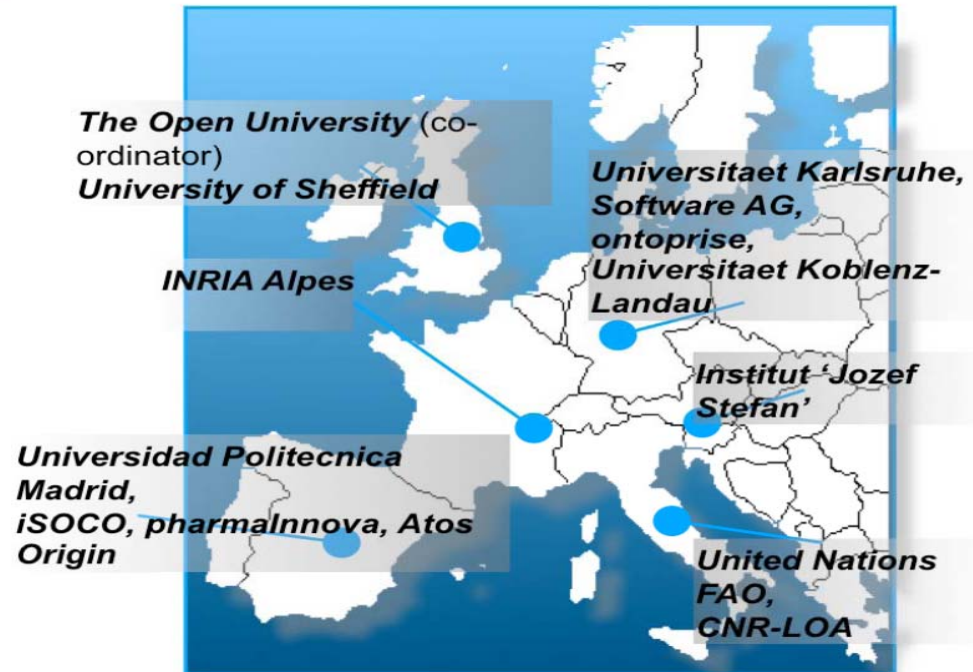 The Open University (co-
ordinator)
University of Sheffield
INRIA Alpes
Universitaet Karlsruhe,
Software AG,
ontoprise,
Universitaet Koblenz-
Landau
Institut ‘Jozef
Stefan’
Universidad Politecnica
Madrid,
iSOCO, pharmaInnova, Atos
Origin
United Nations
FAO,
CNR-LOA